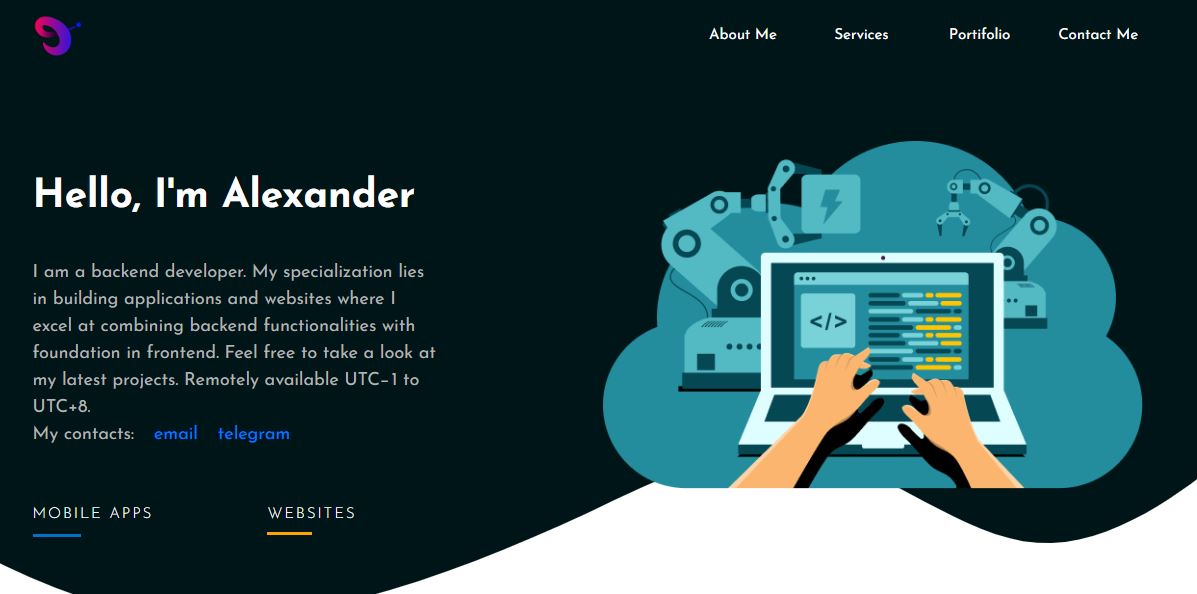 About Me Services Portifolio Contact Me
Hello, I'm Alexander
I am a backend developer. My specialization lies
in building applications and websites where I
excel at combining backend functionalities with
foundation in frontend. Feel free to take a look at
my latest projects. Remotely available UTC−1 to
UTC+8.
My contacts: email telegram
MOBILE APPS WEBSITES
</>